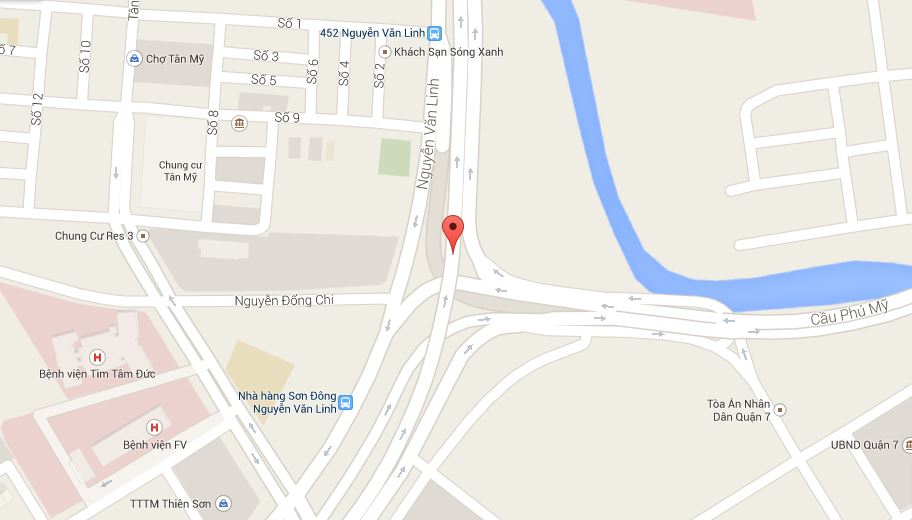 Số 1
Tân
452 Nguyễn Văn Linh
Khách Sạn Sóng Xanh
Số 7
Số 10
Chợ Tân Mỹ
Số 3
Số 6
Số 4
Số 2
Số 5
Số 12
Số 8
Số 9
Nguyễn Văn Linh
Chung cư
Tân Mỹ
Chung Cư Res 3
Nguyễn Đổng Chi
Cầu Phú Mỹ
Bệnh viện Tim Tâm Đức
Nhà hàng Sơn Đông
Nguyễn Văn Linh
Tòa Án Nhân
Dân Quận 7
Bệnh viện FV
UBND Quận 7
TTTM Thiên Sơn